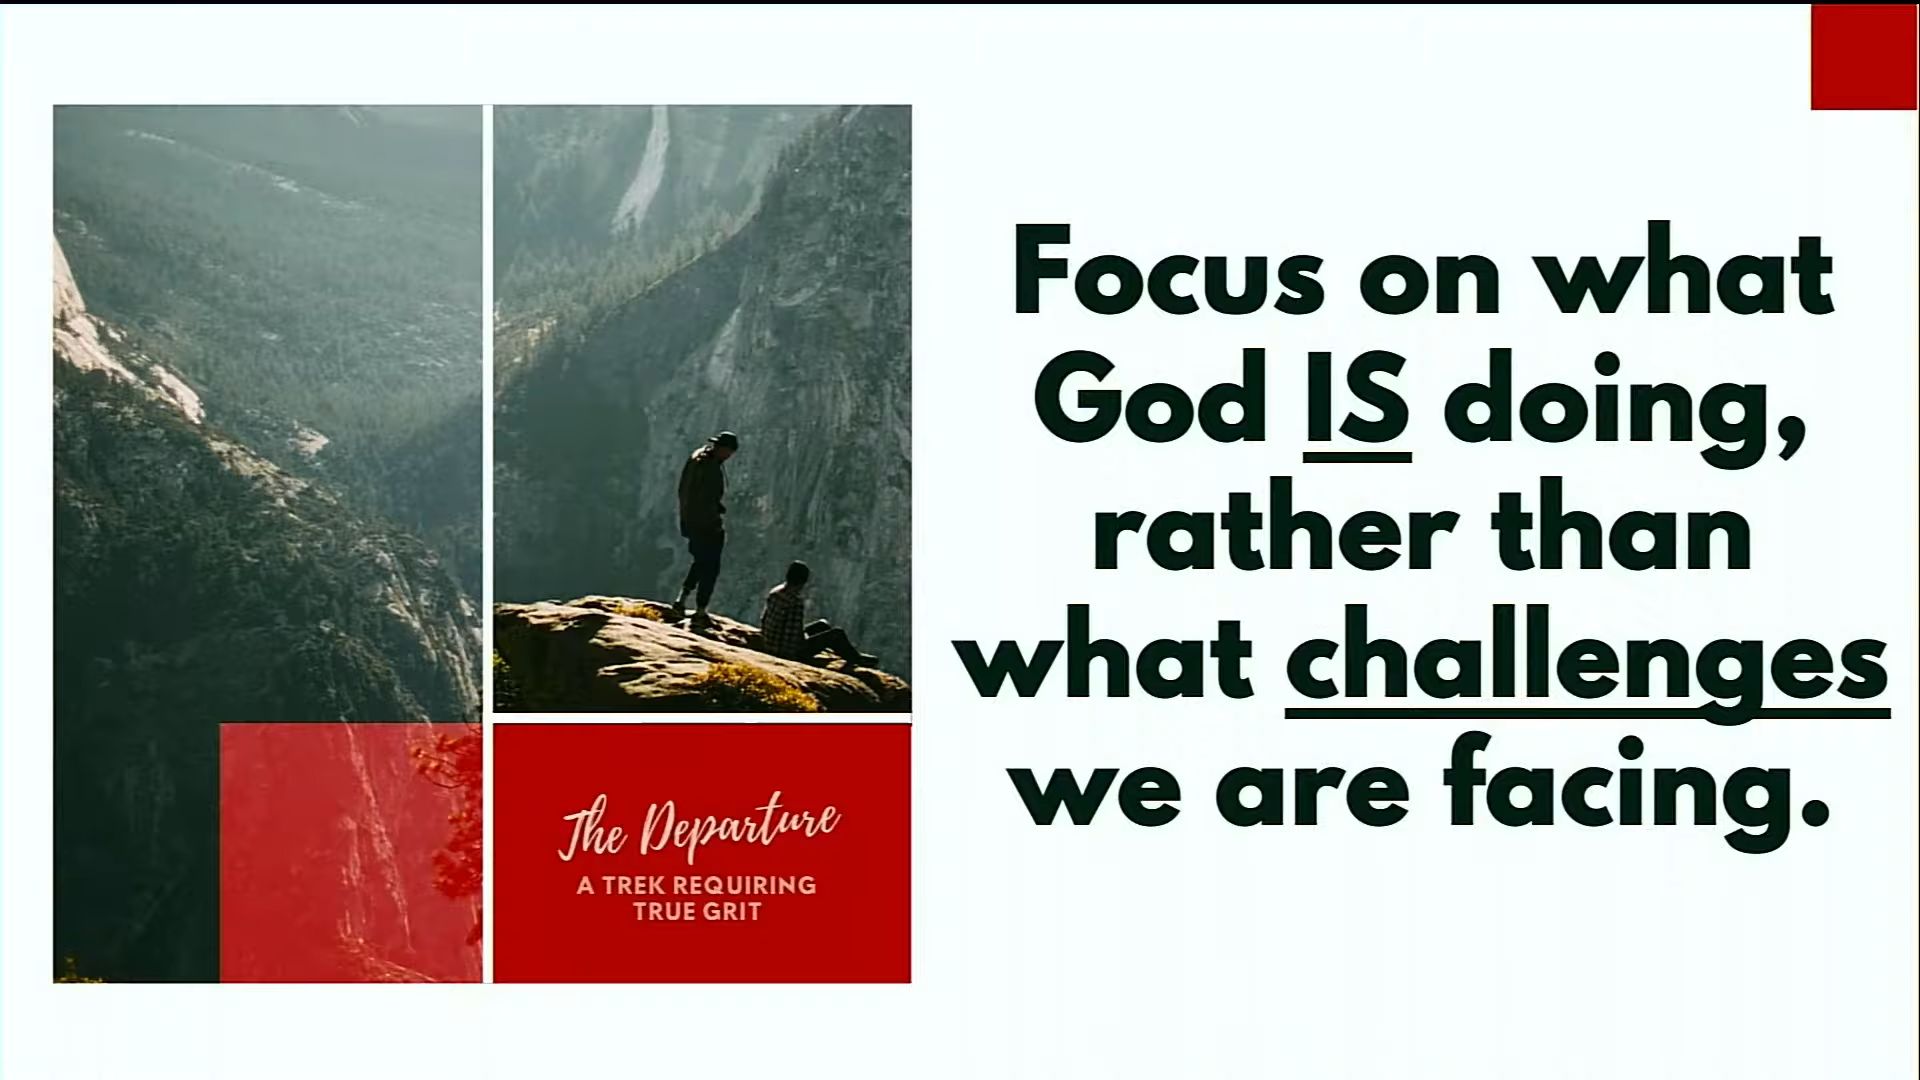 Focus on what
God IS doing,
rather than
what challenges
we are facing.
The Departure
A TREK REQUIRING
TRUE GRIT